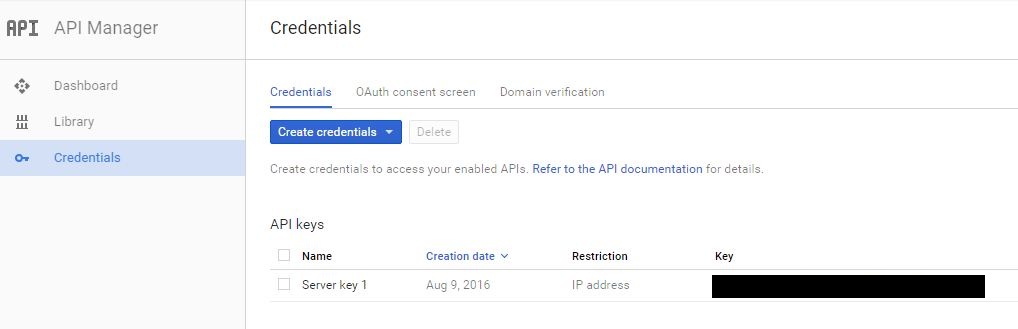 API API Manager
Credentials
Dashboard
Library
Credentials
Credentials OAuth consent screen Domain verification
Create credentials Delete
Create credentials to access your enabled APIs. Refer to the API documentation for details.
API keys
Name Creation date Restriction Key
Server key 1 Aug 9, 2016 IP address